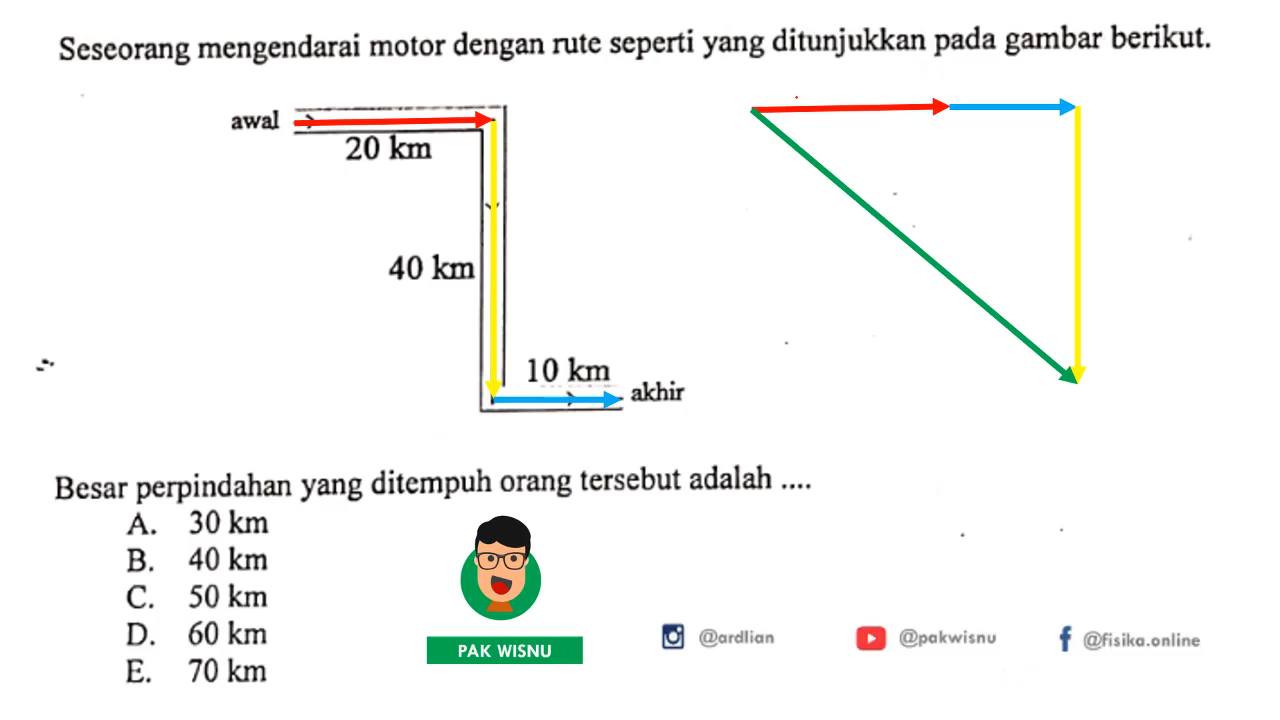 Seseorang mengendarai motor dengan rute seperti yang ditunjukkan pada gambar berikut.
awal
20 km
40 km
10 km
akhir
Besar perpindahan yang ditempuh orang tersebut adalah ....
A. 30 km
B. 40 km
C. 50 km
D. 60 km
E. 70 km
PAK WISNU
@ardlian
@pakwisnu
@fisika.online